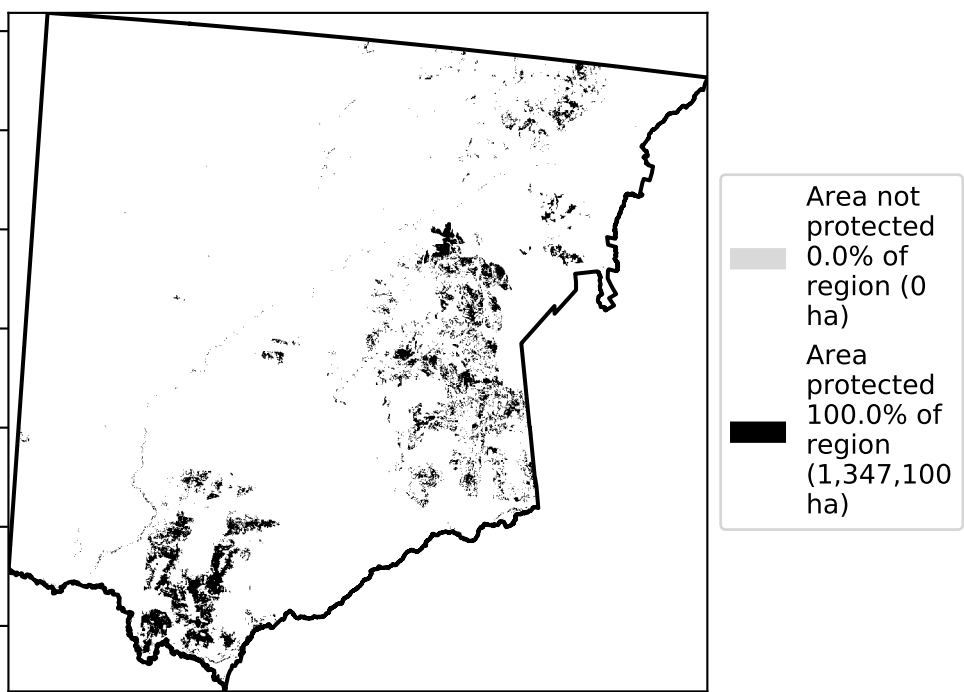 Area not
protected
0.0% of
region (0
ha)
Area
protected
100.0% of
region
(1,347,100
ha)